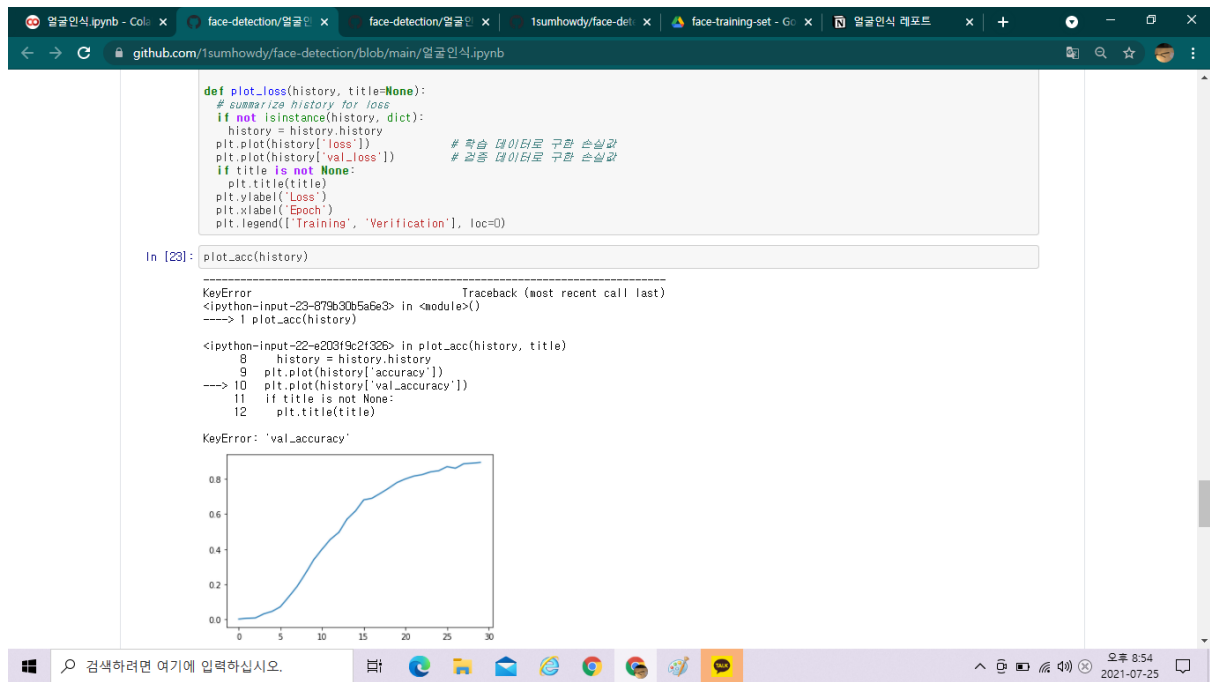 얼굴인식.ipynb - Cola
face-detection/얼굴인
face-detection/얼굴인
1sumhowdy/face-dete
face-training-set - Go
얼굴인식 레포트
github.com/1sumhowdy/face-detection/blob/main/얼굴인식.ipynb
def plot_loss(history, title=None):
# summarize history for loss
if not isinstance(history, dict):
history = history.history
plt.plot(history['loss']) # 학습 데이터로 구한 손실값
plt.plot(history['val_loss']) # 검증 데이터로 구한 손실값
if title is not None:
plt.title(title)
plt.ylabel('Loss')
plt.xlabel('Epoch')
plt.legend(['Training', 'Verification'], loc=0)
In [23]: plot_acc(history)
---------------------------------------------------------------------------
KeyError Traceback (most recent call last)
<ipython-input-23-879b30b5a6e3> in <module>()
----> 1 plot_acc(history)
<ipython-input-22-e203f9c2f326> in plot_acc(history, title)
8 history = history.history
9 plt.plot(history['accuracy'])
---> 10 plt.plot(history['val_accuracy'])
11 if title is not None:
12 plt.title(title)
KeyError: 'val_accuracy'
0.8
0.6
0.4
0.2
0.0
0 5 10 15 20 25 30
검색하려면 여기에 입력하십시오.
TALK
오후 8:54
2021-07-25